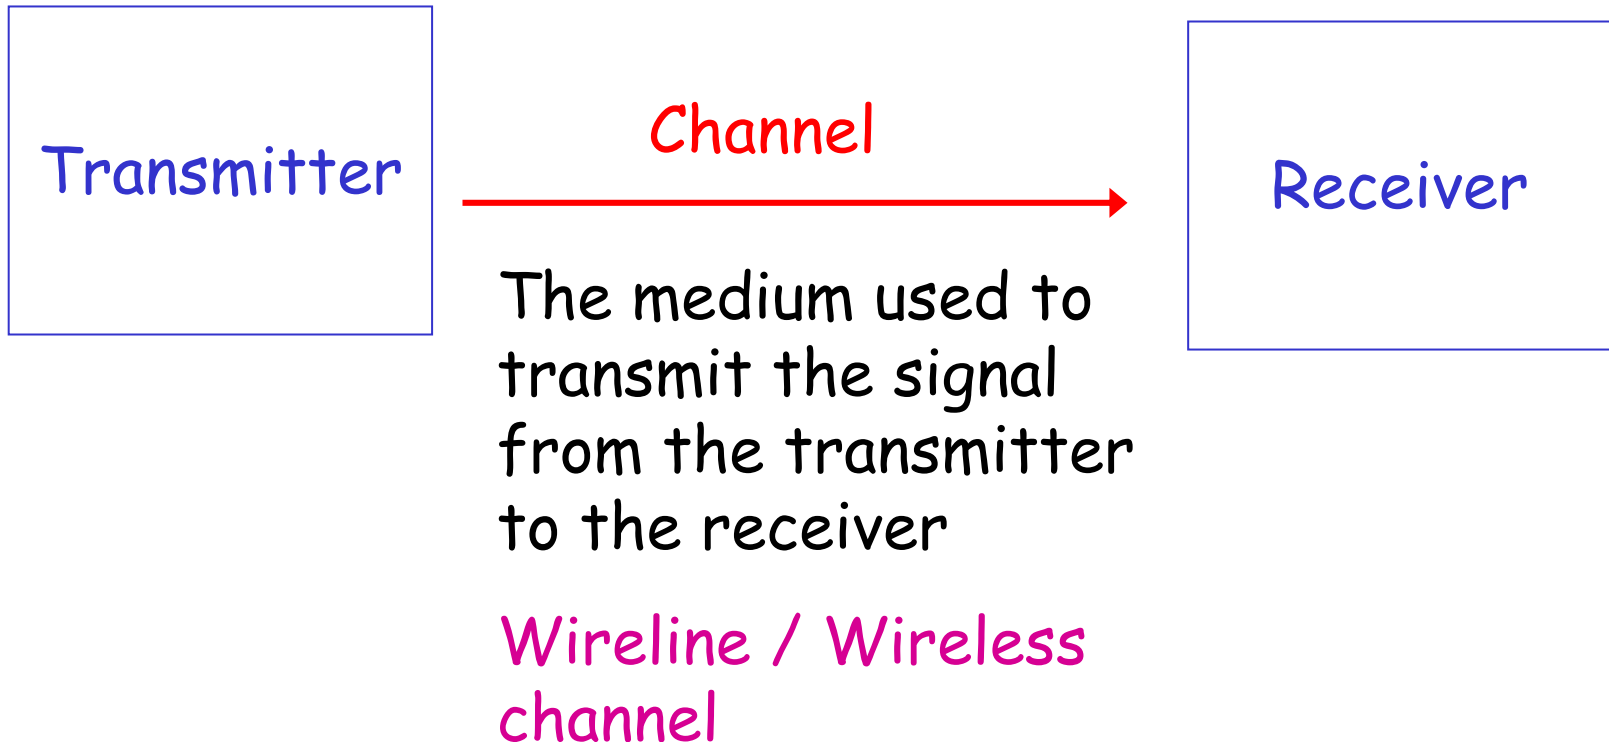 Transmitter
Channel
Receiver
The medium used to
transmit the signal
from the transmitter
to the receiver
Wireline / Wireless
channel